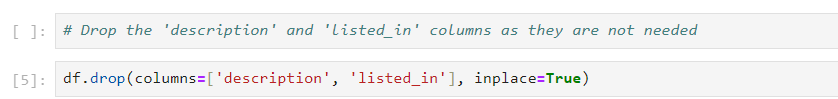 [ ]: # Drop the 'description' and 'listed_in' columns as they are not needed
[5]: df.drop(columns=['description', 'listed_in'], inplace=True)